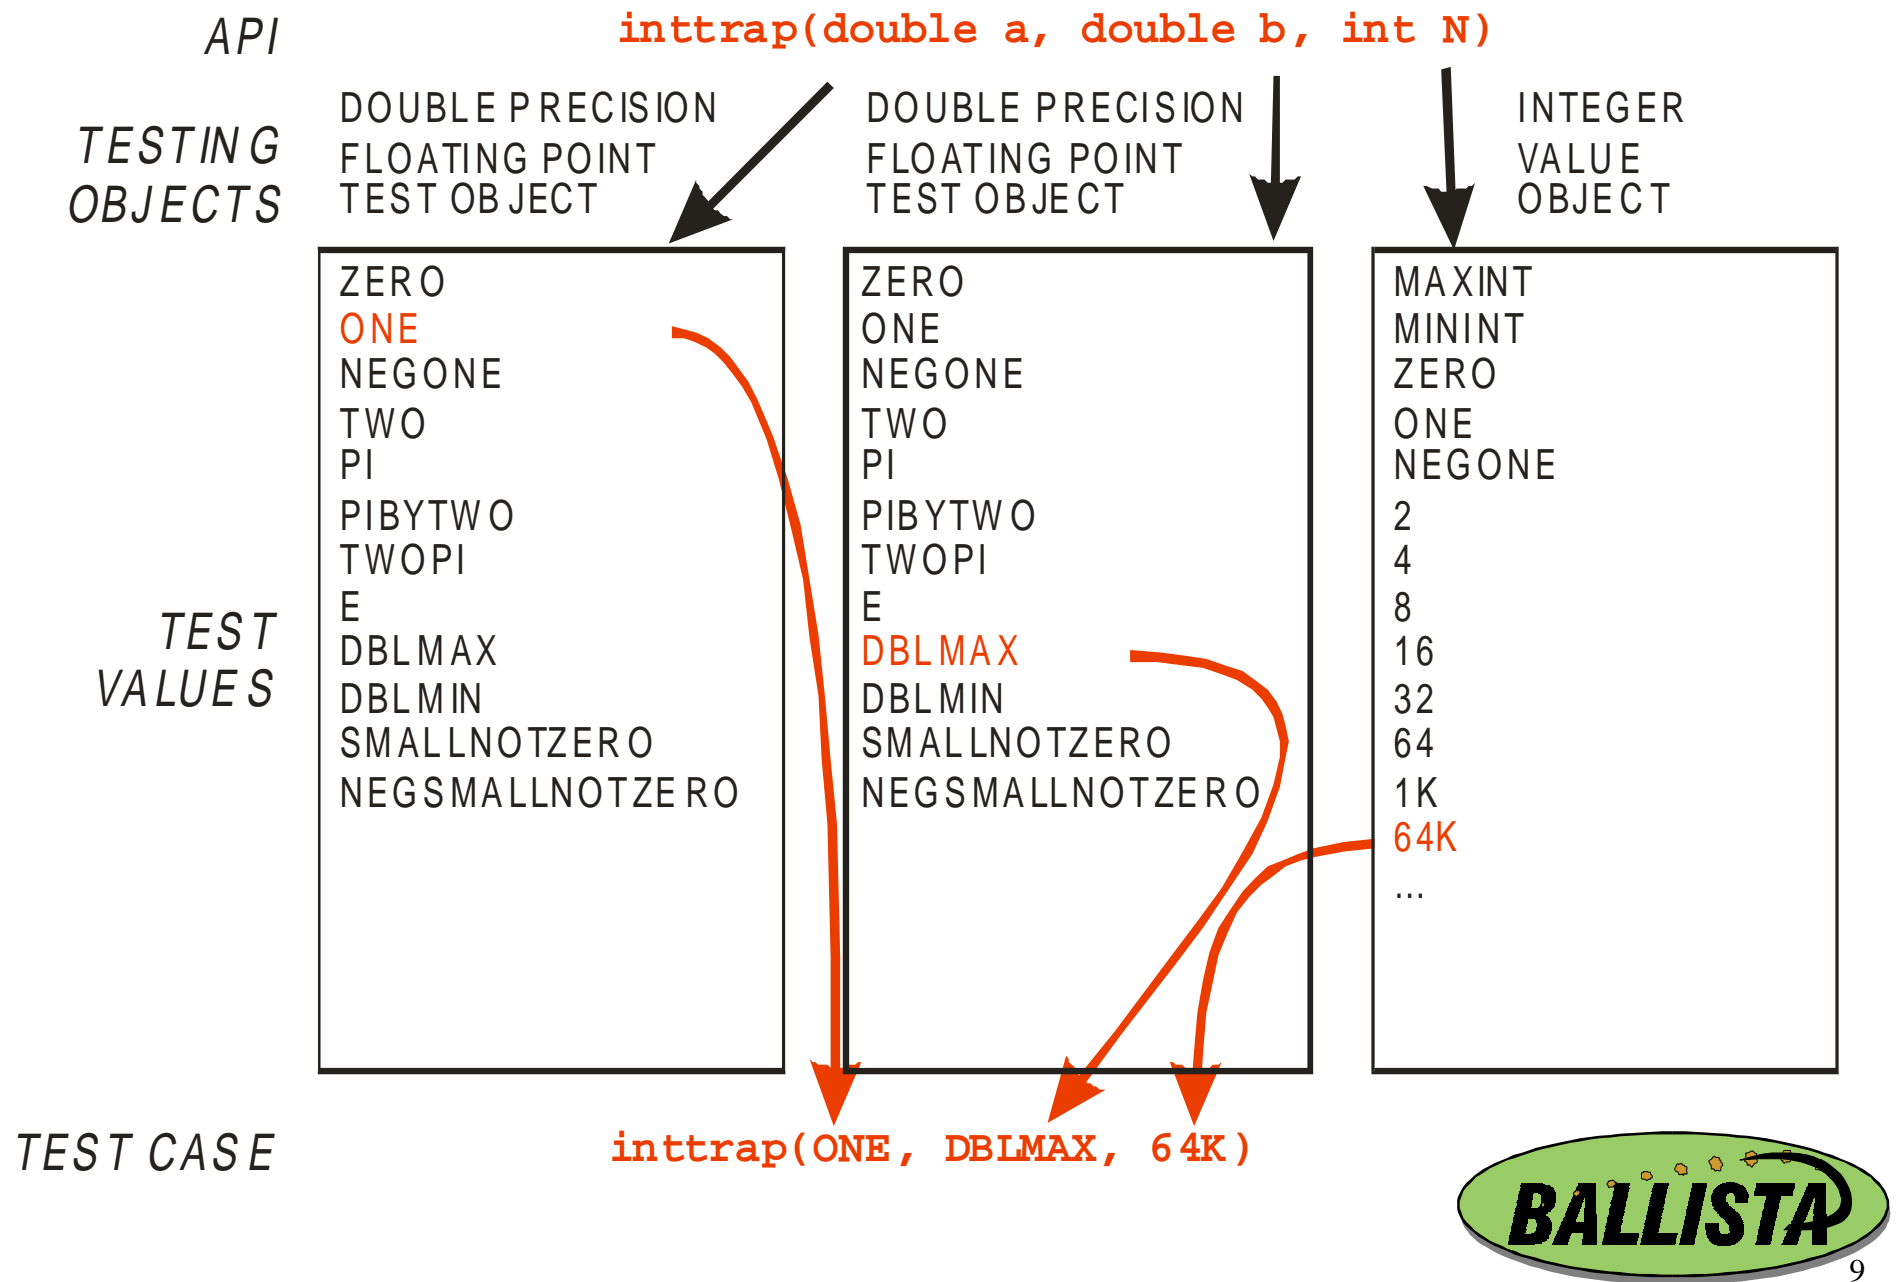 API
inttrap(double a, double b, int N)
TESTING
OBJECTS
DOUBLE PRECISION
FLOATING POINT
TEST OBJECT
DOUBLE PRECISION
FLOATING POINT
TEST OBJECT
INTEGER
VALUE
OBJECT
TEST
VALUES
ZERO
ONE
NEGONE
TWO
PI
PIBYTWO
TWOPI
E
DBLMAX
DBLMIN
SMALLNOTZERO
NEGSMALLNOTZERO
ZERO
ONE
NEGONE
TWO
PI
PIBYTWO
TWOPI
E
DBLMAX
DBLMIN
SMALLNOTZERO
NEGSMALLNOTZERO
MAXINT
MININT
ZERO
ONE
NEGONE
2
4
8
16
32
64
1K
64K
...
TEST CASE
inttrap(ONE, DBLMAX, 64K)
BALLISTA
9